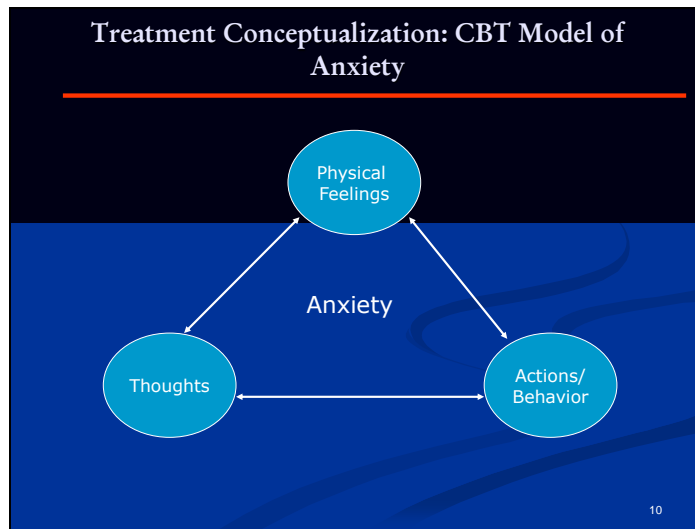 Treatment Conceptualization: CBT Model of
Anxiety
Physical
Feelings
Anxiety
Thoughts
Actions/
Behavior
10